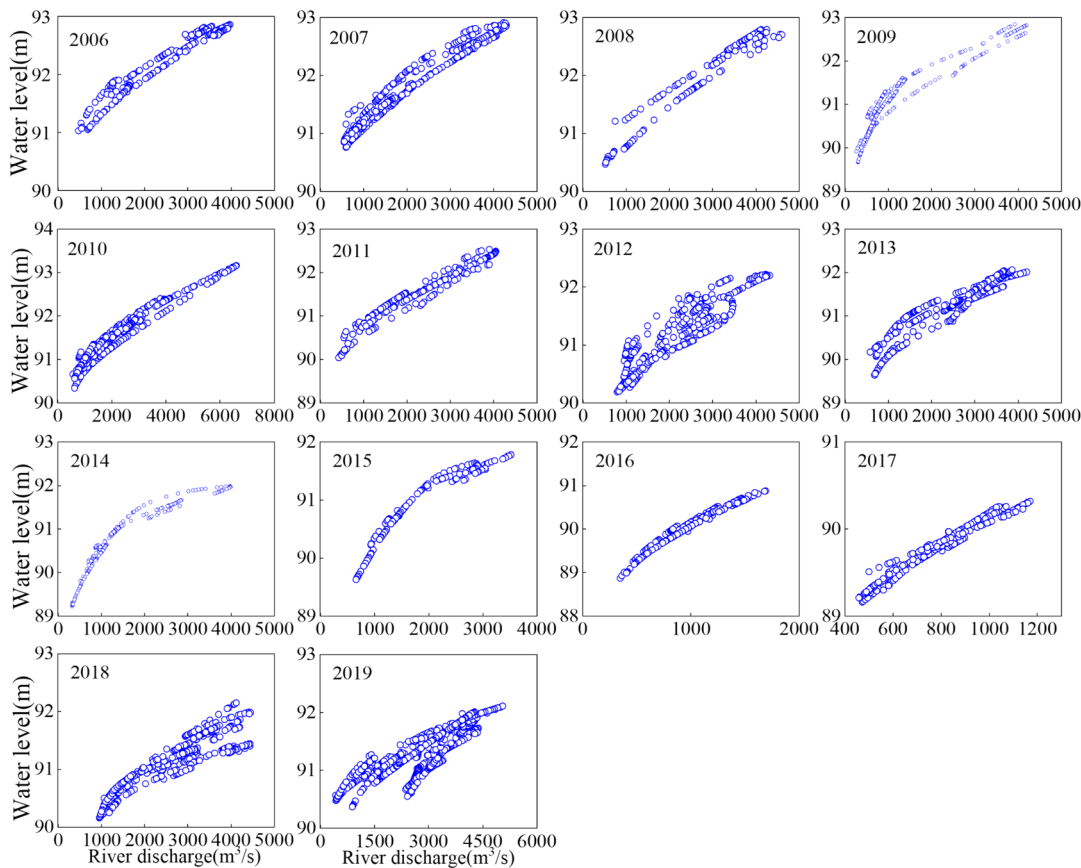 93 93 93 93
2006 2007 2008 2009
92 92 92 92
91
91 91 91 90
90 90 90 89
Water level(m)
0 1000 2000 3000 4000 5000 0 1000 2000 3000 4000 5000 0 1000 2000 3000 4000 5000 0 1000 2000 3000 4000 5000
94 93 93 93
2010 2011 2012 2013
93
92 92 92 92
91 91 91 91
90 90 90 90
89
Water level(m)
0 2000 4000 6000 8000 0 1000 2000 3000 4000 5000 0 1000 2000 3000 4000 5000 0 1000 2000 3000 4000 5000
93 92 92 91
2014 2015 2016 2017
92 91 91
91 90
90 90 89
89 89 88 89
Water level(m)
0 1000 2000 3000 4000 5000 0 1000 2000 3000 4000 0 1000 2000 400 600 800 1000 1200
93 93
2018 2019
92 92
91 91
90 90
Water level(m)
0 1000 2000 3000 4000 5000 0 1500 3000 4500 6000
River discharge(m³/s) River discharge(m³/s)